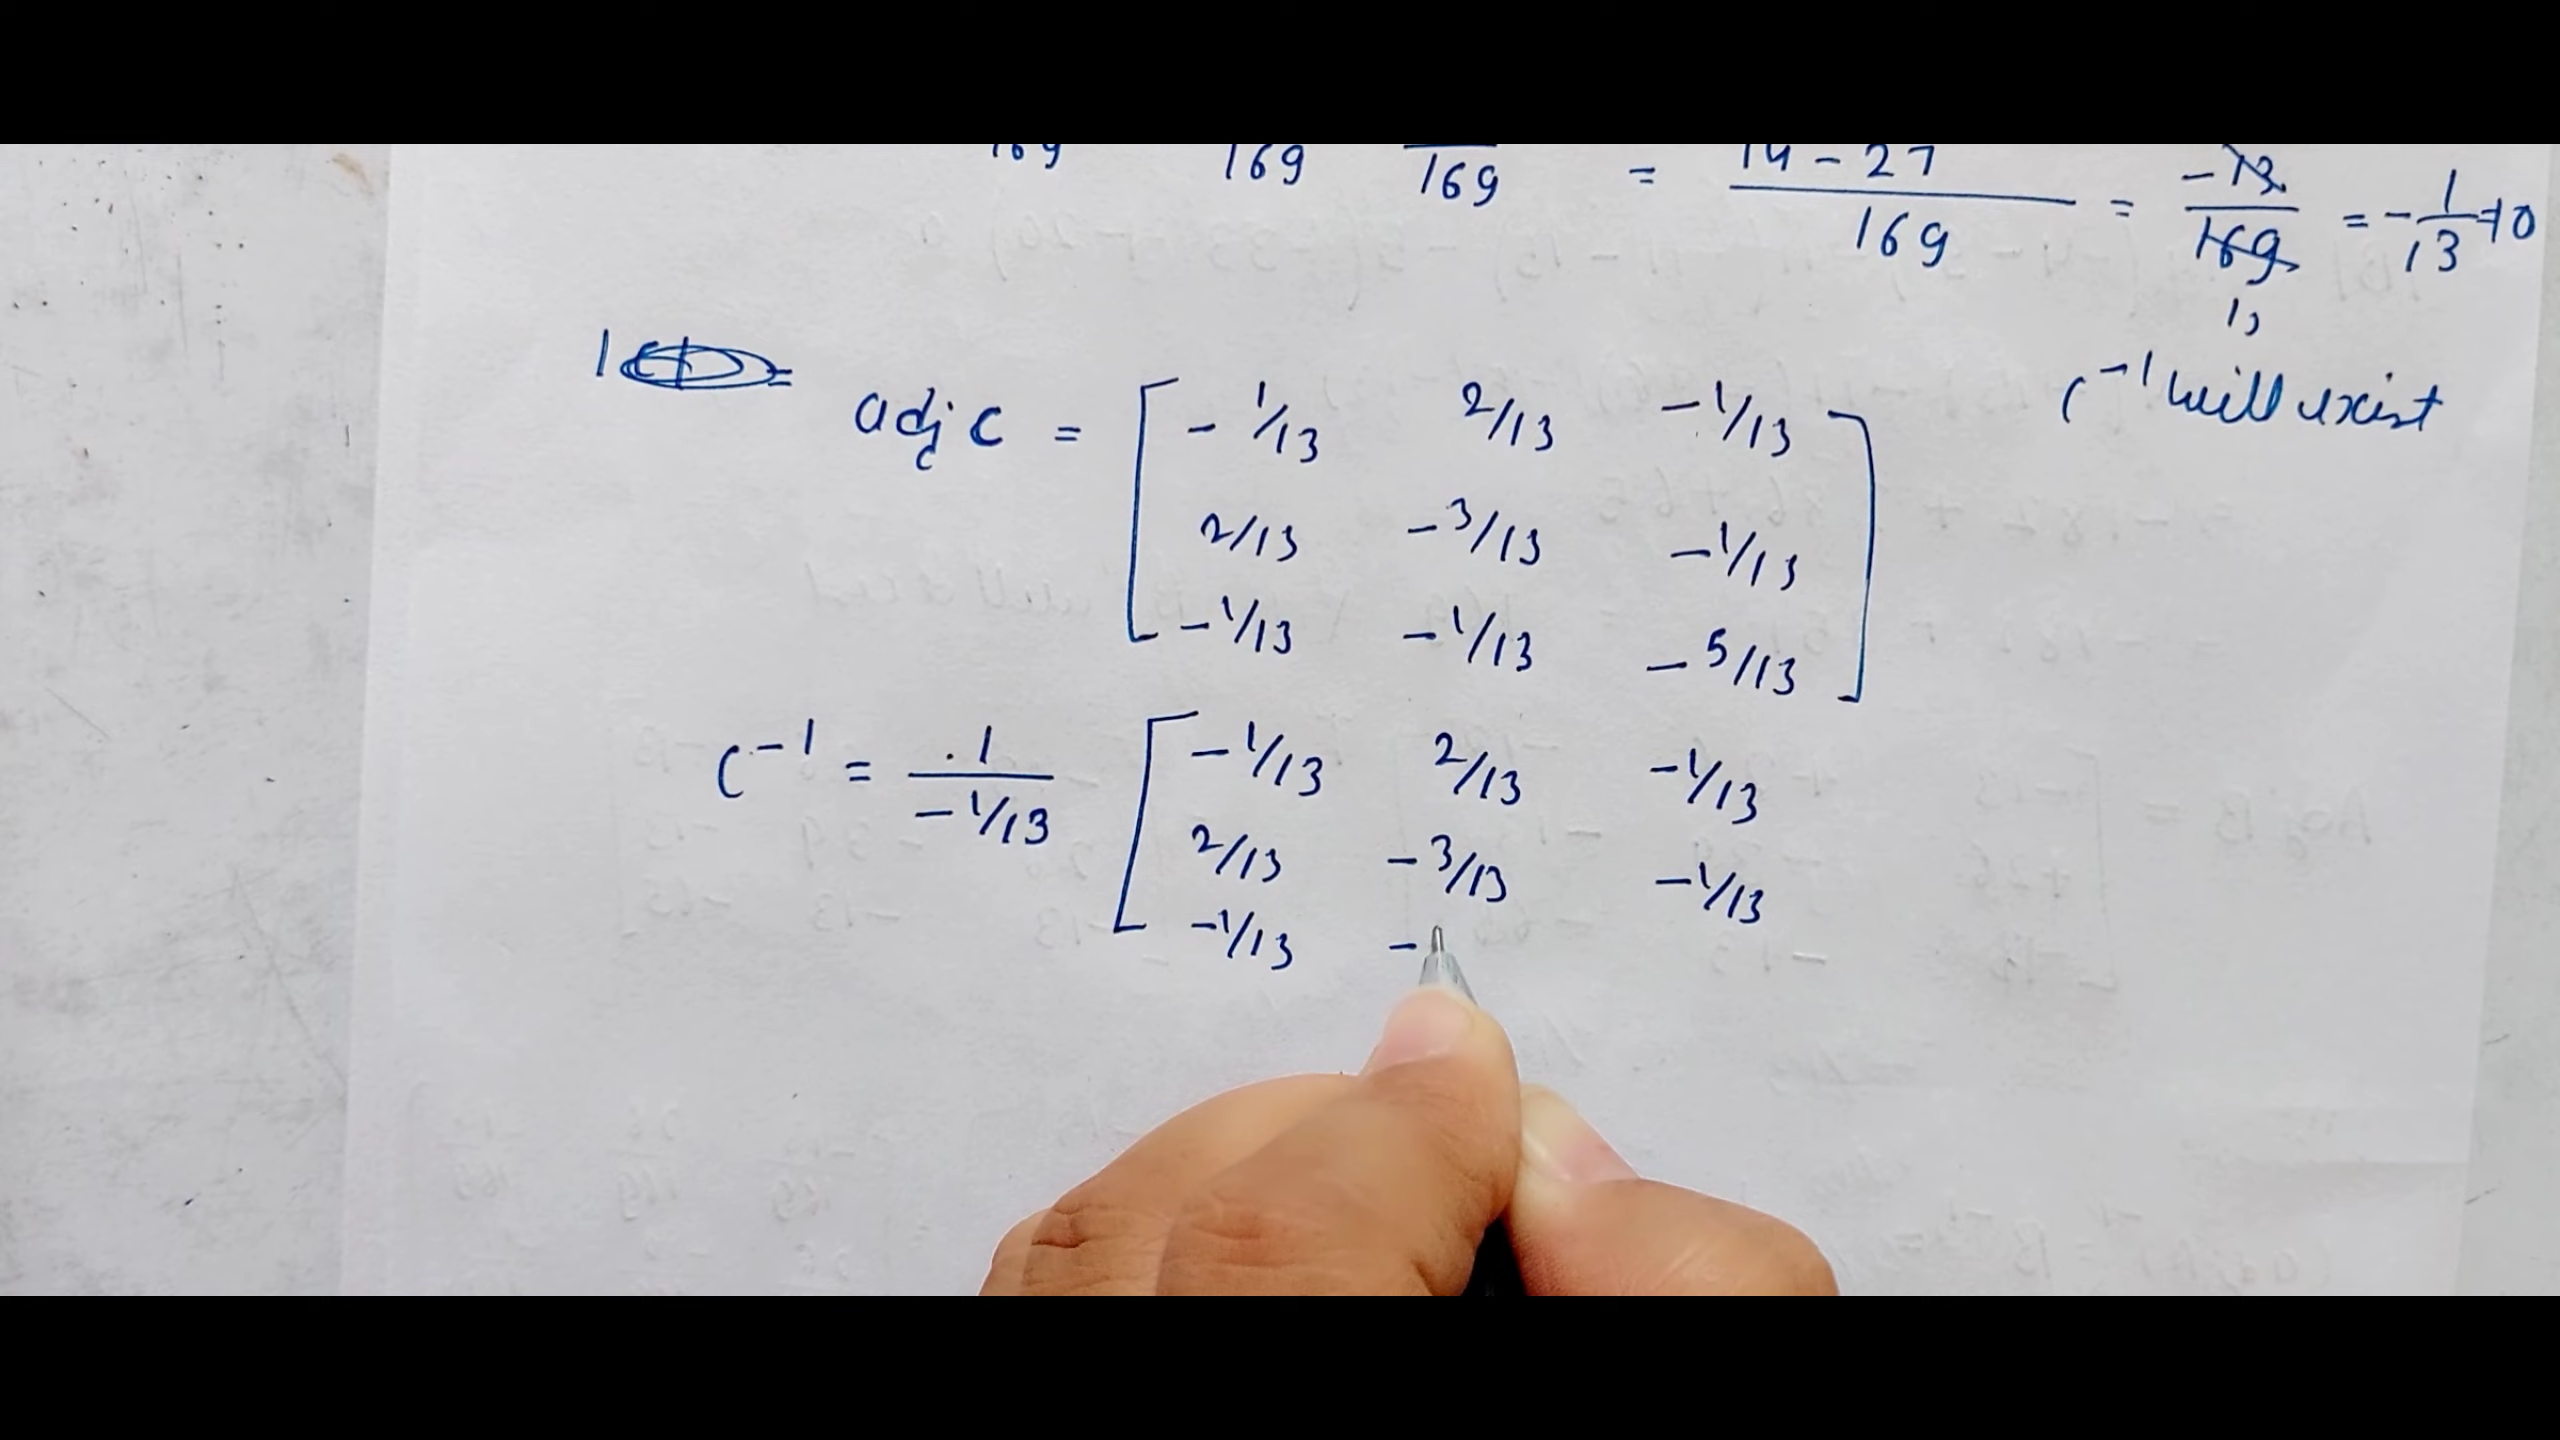 169 169 169 = 14 - 27 / 169 = -13 / 169 = - 1/13 ≠ 0
13
C⁻¹ will exist
adj C = [ - 1/13 2/13 - 1/13
2/13 - 3/13 - 1/13
- 1/13 - 1/13 - 5/13 ]
C⁻¹ = 1 / - 1/13 [ - 1/13 2/13 - 1/13
2/13 - 3/13 - 1/13
- 1/13 -